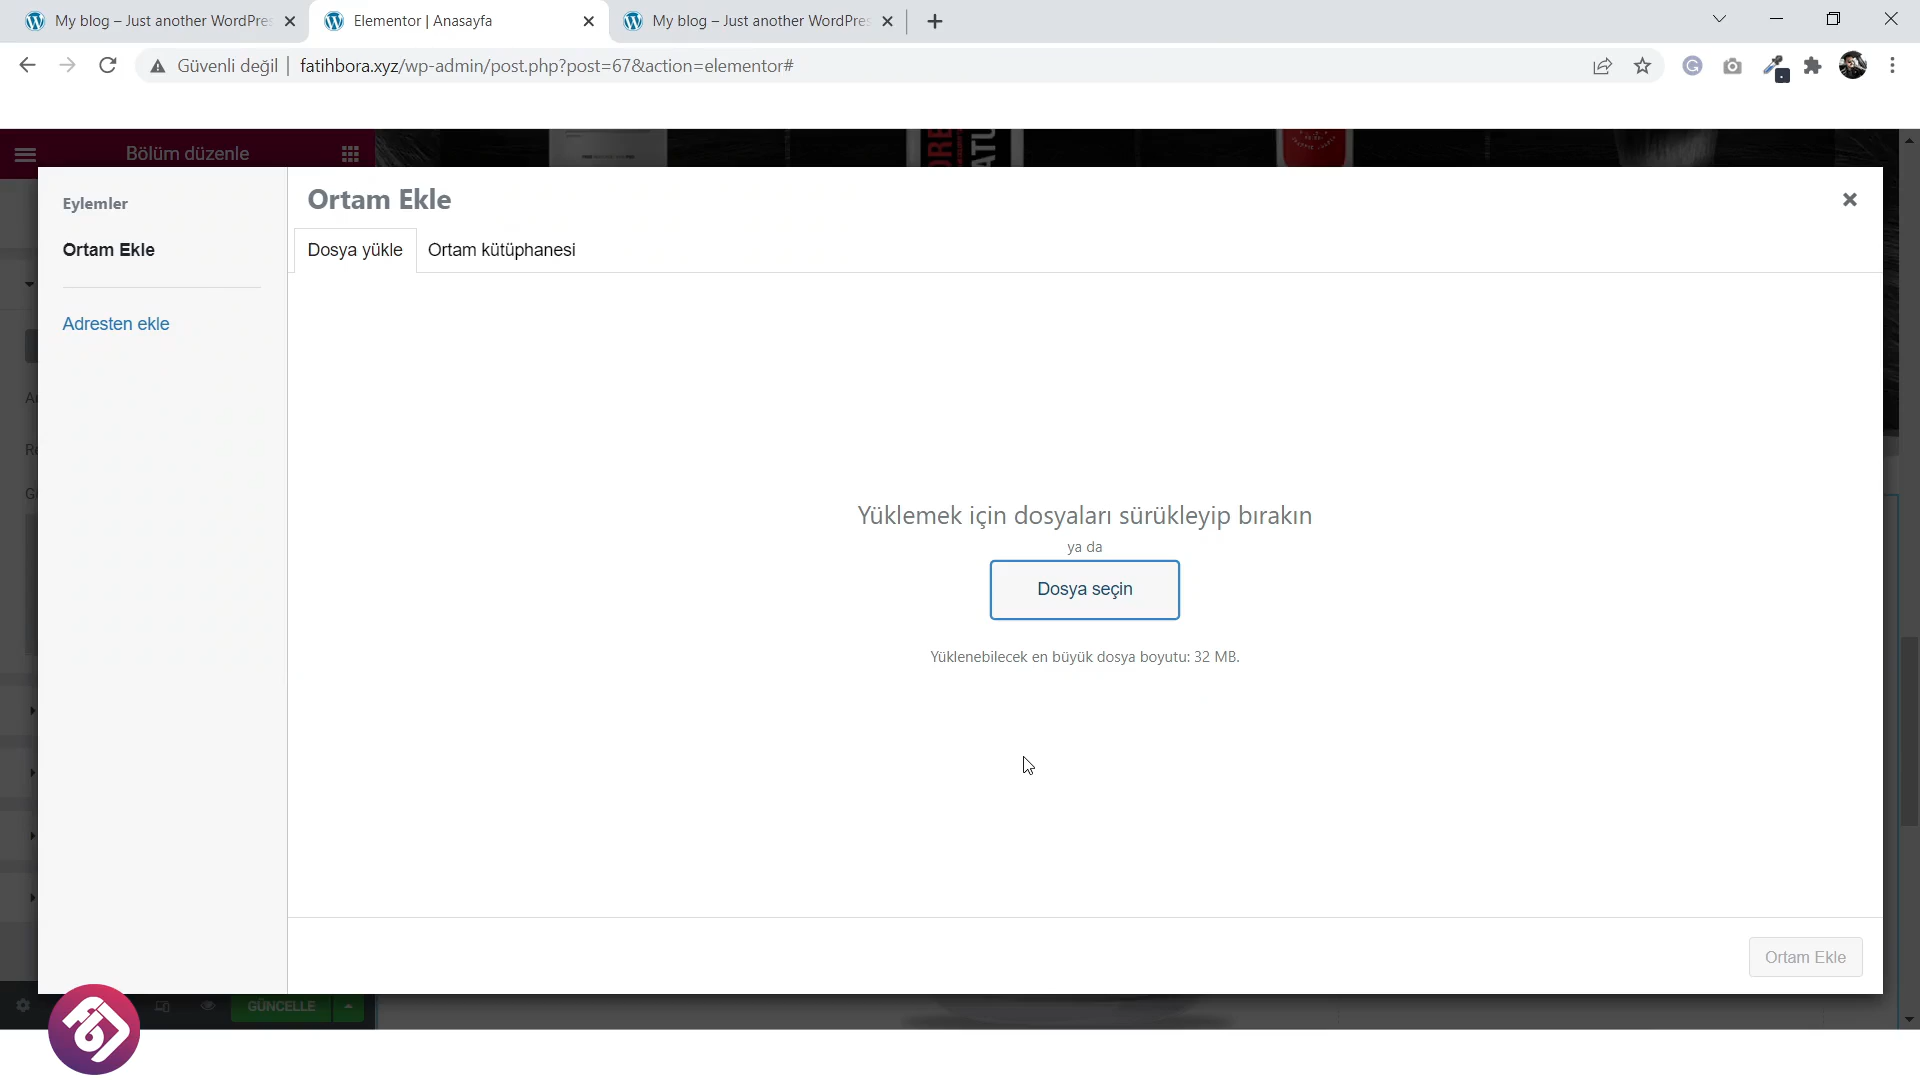 My blog – Just another WordPres
Elementor | Anasayfa
My blog – Just another WordPres
Güvenli değil
fatihbora.xyz/wp-admin/post.php?post=67&action=elementor#
Bölüm düzenle
Eylemler
Ortam Ekle
Ortam Ekle
Dosya yükle
Ortam kütüphanesi
Adresten ekle
Yüklemek için dosyaları sürükleyip bırakın
ya da
Dosya seçin
Yüklenebilecek en büyük dosya boyutu: 32 MB.
Ortam Ekle
GÜNCELLE